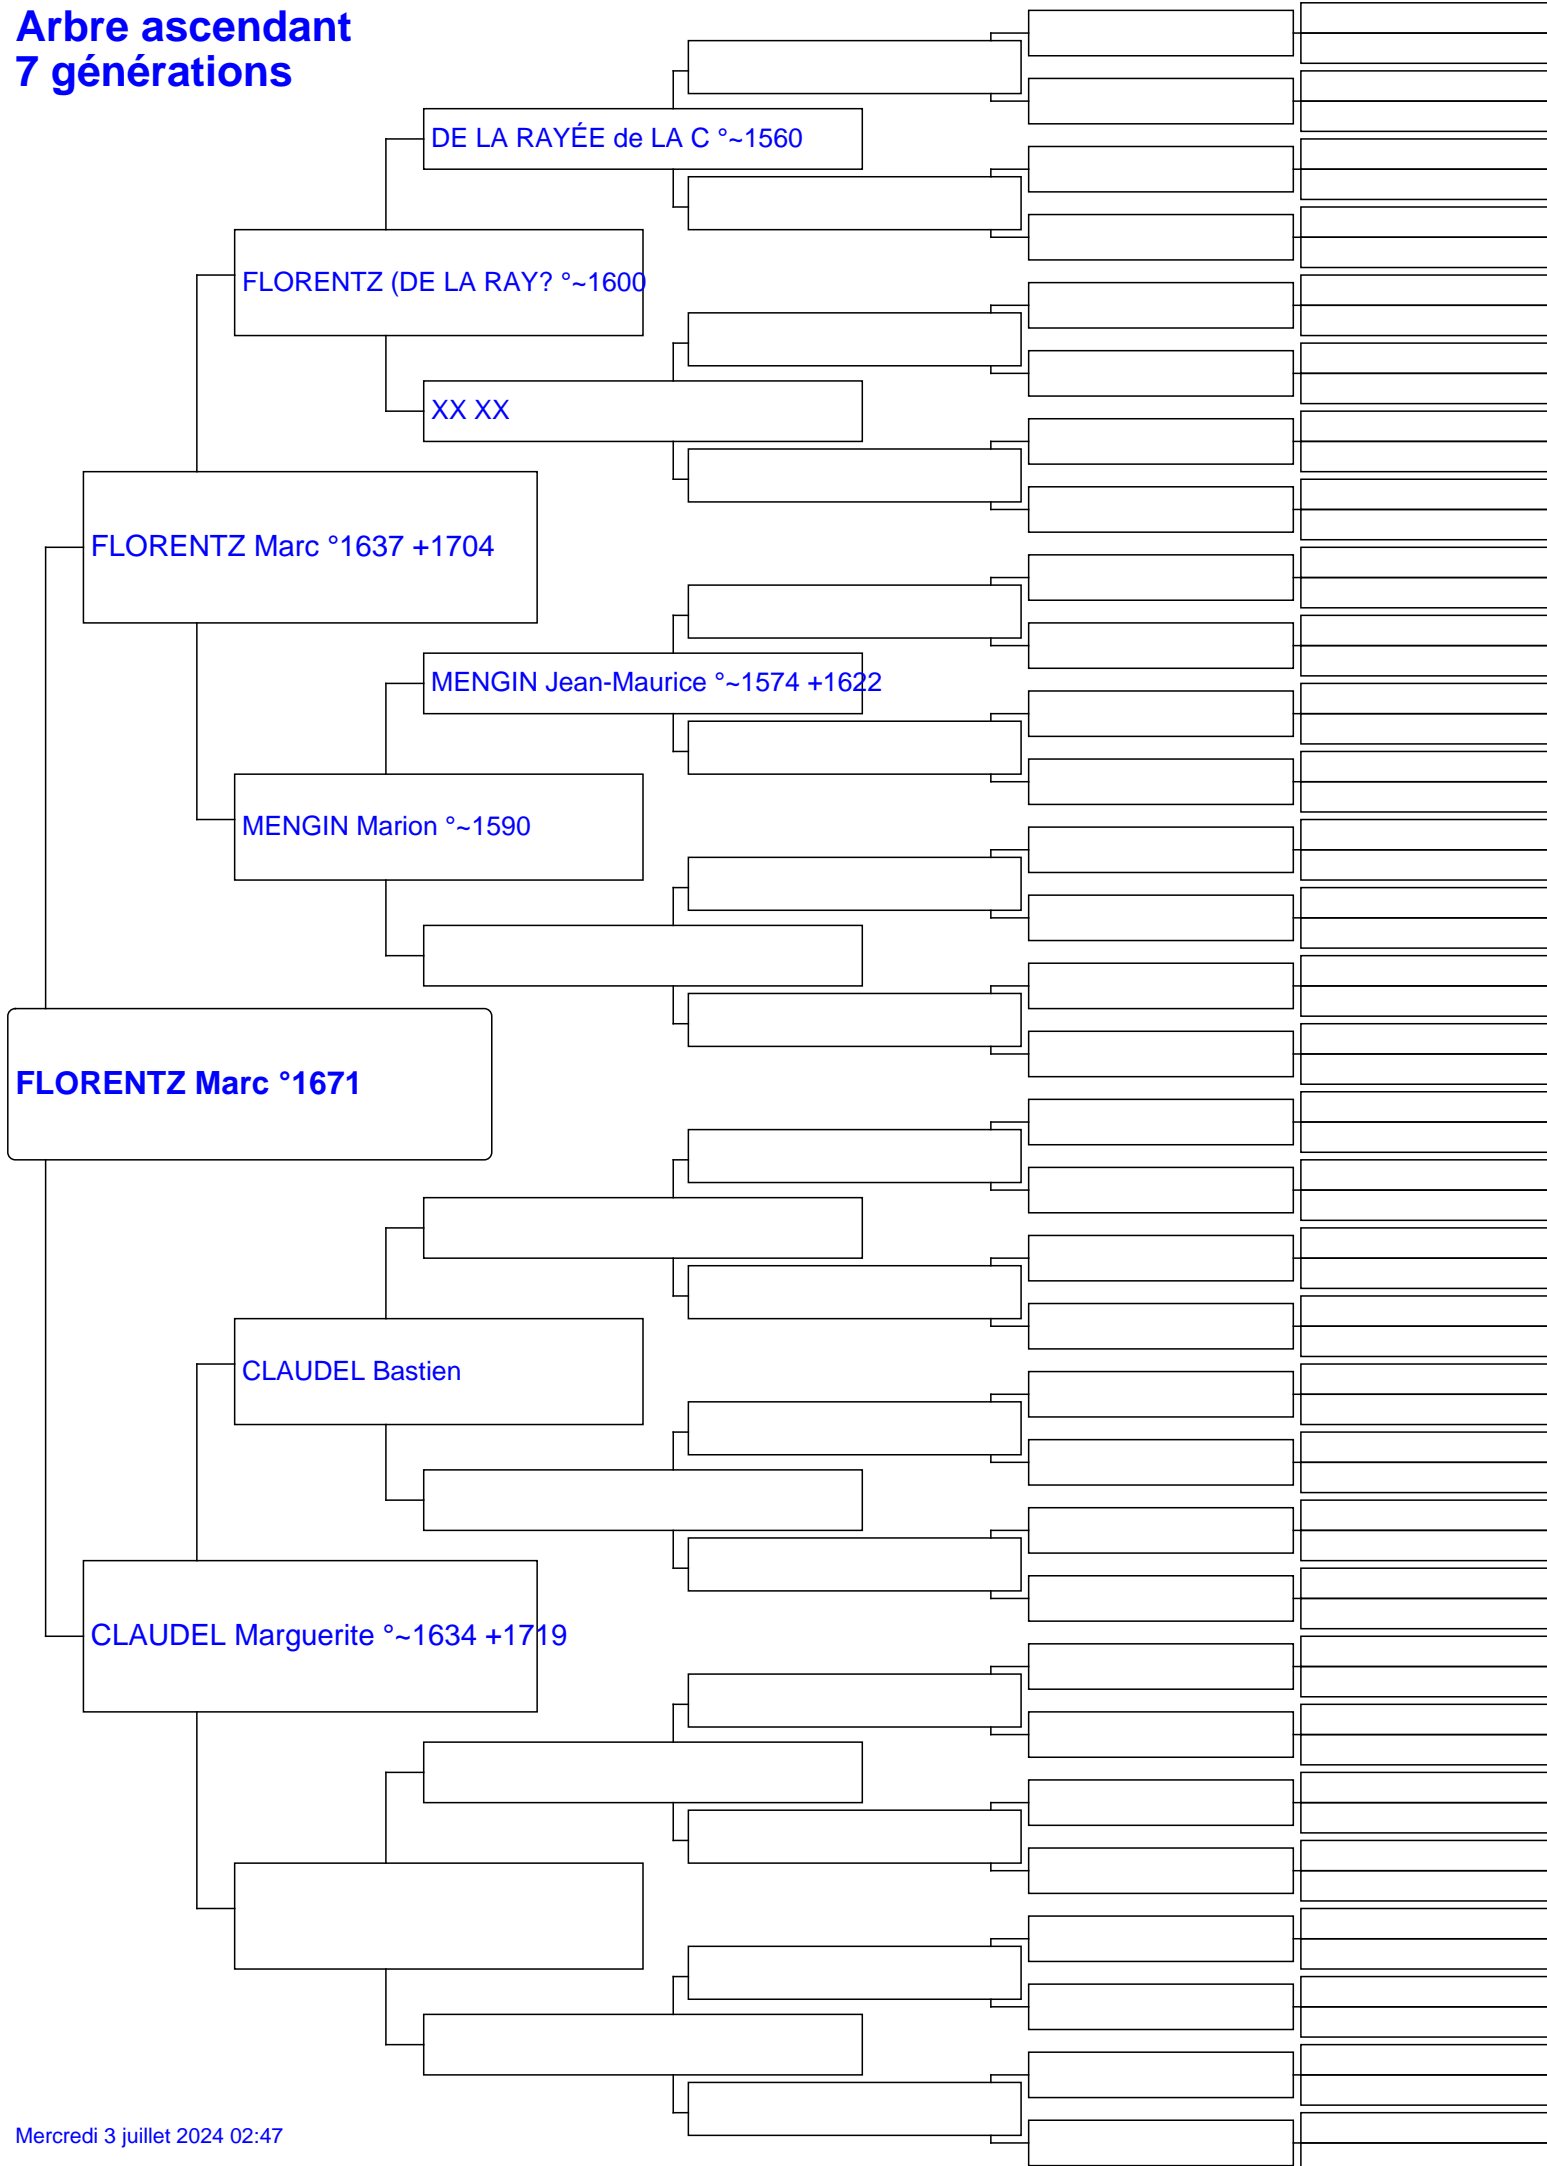 Arbre ascendant
7 générations
DE LA RAYÉE de LA C °~1560
FLORENTZ (DE LA RAY? °~1600
XX XX
FLORENTZ Marc °1637 +1704
MENGIN Jean-Maurice °~1574 +1622
MENGIN Marion °~1590
FLORENTZ Marc °1671
CLAUDEL Bastien
CLAUDEL Marguerite °~1634 +1719
Mercredi 3 juillet 2024 02:47